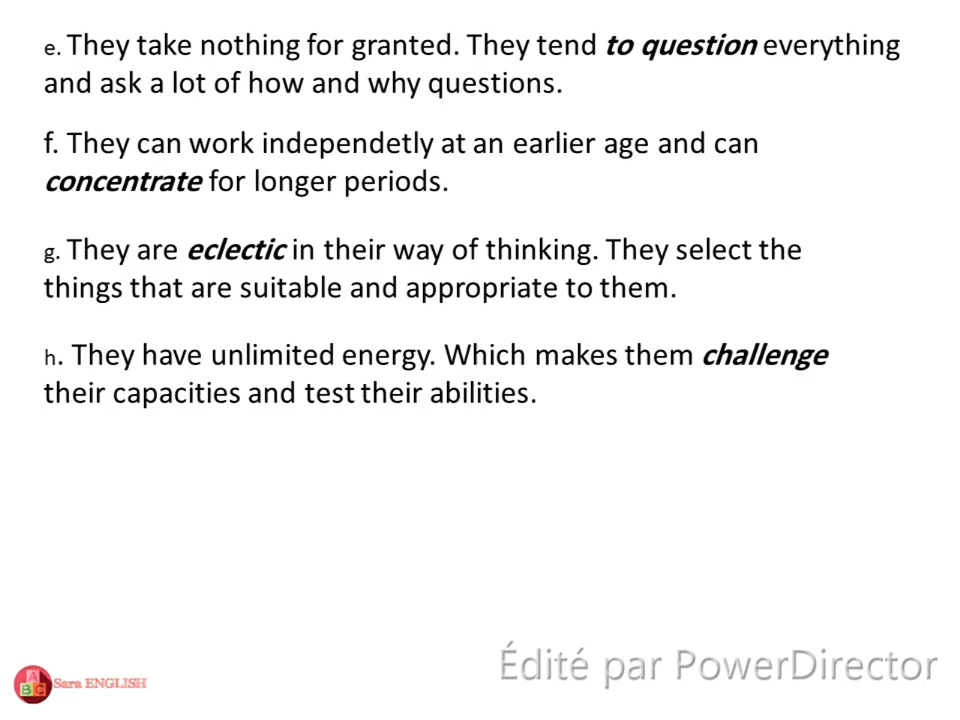 e. They take nothing for granted. They tend to question everything
and ask a lot of how and why questions.
f. They can work independetly at an earlier age and can
concentrate for longer periods.
g. They are eclectic in their way of thinking. They select the
things that are suitable and appropriate to them.
h. They have unlimited energy. Which makes them challenge
their capacities and test their abilities.
A
BC
Sara ENGLISH
Édité par PowerDirector